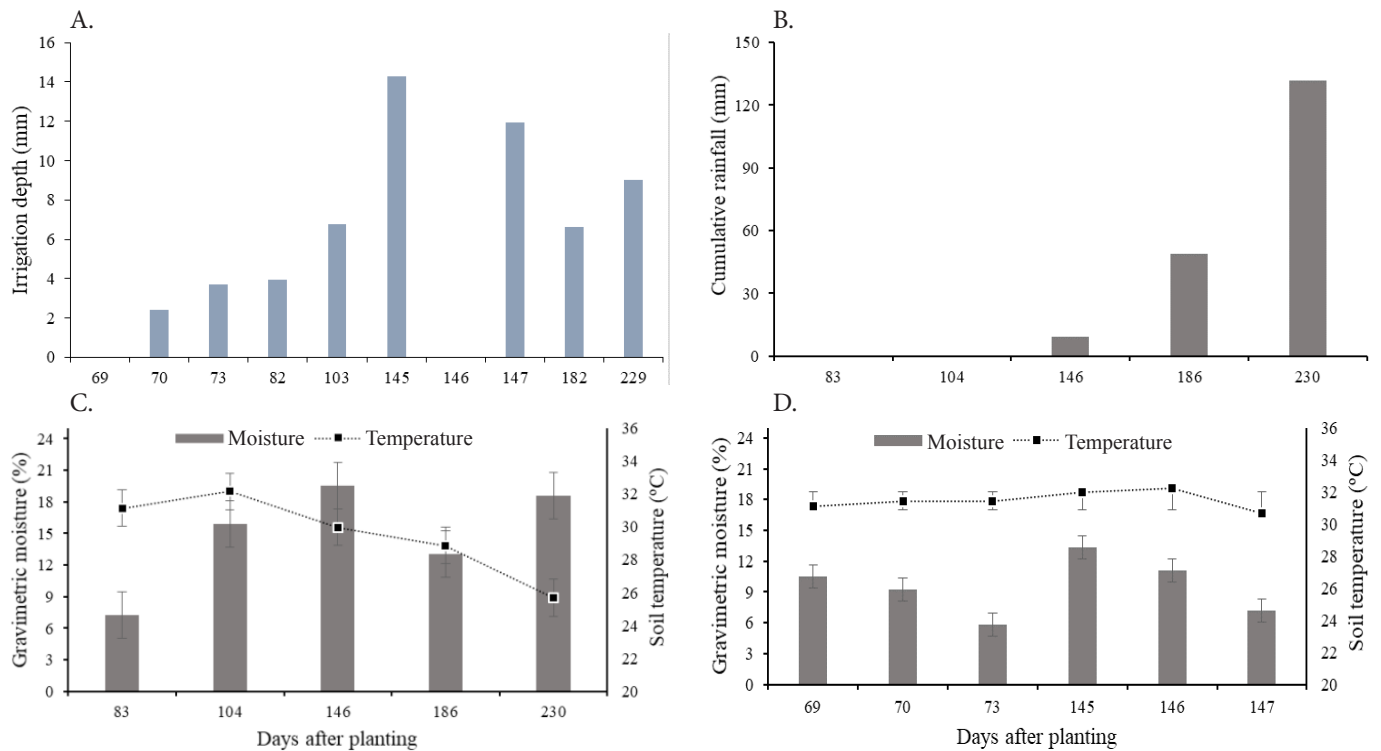 A.
Irrigation depth (mm)
16
14
12
10
8
6
4
2
0
69 70 73 82 103 145 146 147 182 229
B.
Cumulative rainfall (mm)
150
120
90
60
30
0
83 104 146 186 230
C.
Moisture Temperature
Gravimetric moisture (%)
24
21
18
15
12
9
6
3
0
Soil temperature (ºC)
36
34
32
30
28
26
24
22
20
83 104 146 186 230
Days after planting
D.
Moisture Temperature
Gravimetric moisture (%)
24
21
18
15
12
9
6
3
0
Soil temperature (ºC)
36
34
32
30
28
26
24
22
20
69 70 73 145 146 147
Days after planting